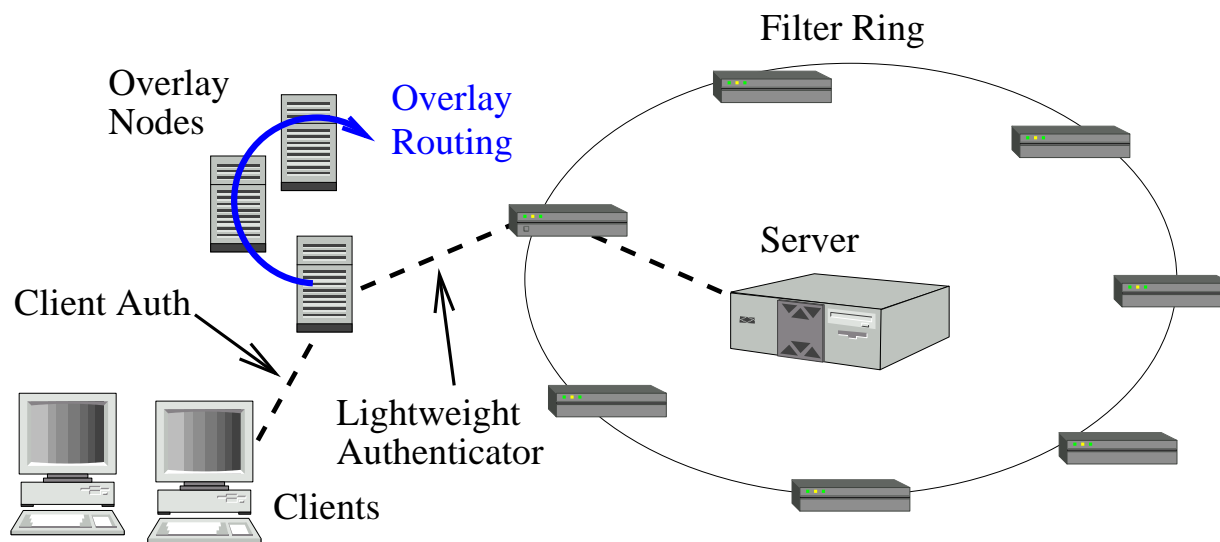 Filter Ring
Overlay
Nodes
Overlay
Routing
Server
Client Auth
Lightweight
Authenticator
Clients